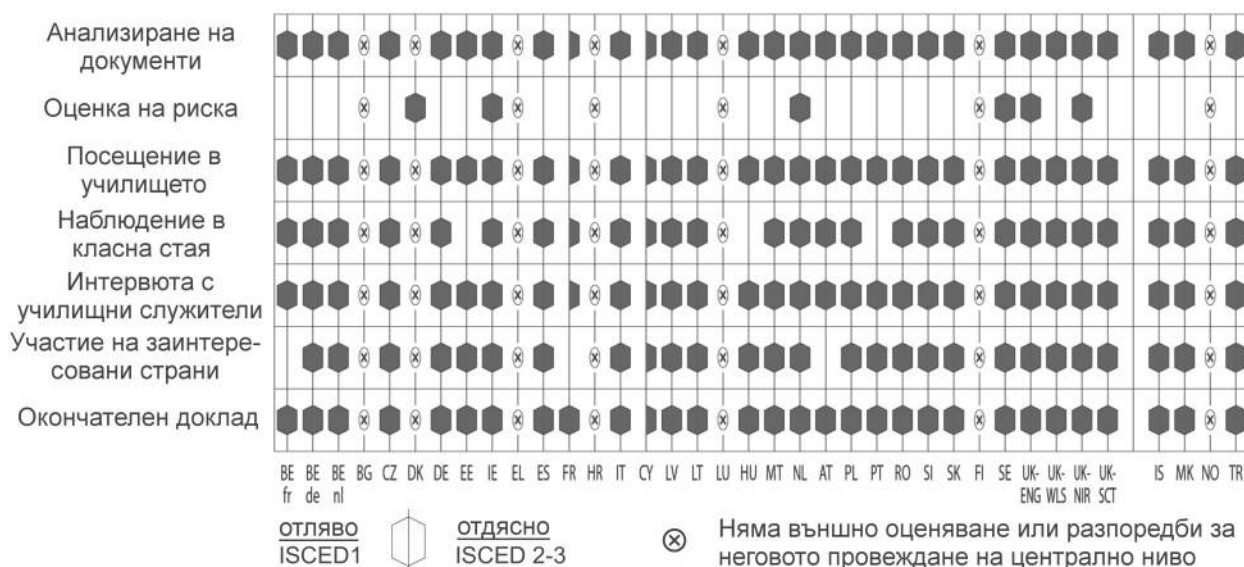 Анализиране на
документи
Оценка на риска
Посещение в
училището
Наблюдение в
класна стая
Интервюта с
училищни служители
Участие на заинтере-
совани страни
Окончателен доклад
BE BE BE BG CZ DK DE EE IE EL ES FR HR IT CY LV LT LU HU MT NL AT PL PT RO SI SK FI SE UK- UK- UK- UK- IS MK NO TR
fr de nl ENG WLS NIR SCT
отляво отдясно
ISCED1 ISCED 2-3
Няма външно оценяване или разпоредби за
неговото провеждане на централно ниво